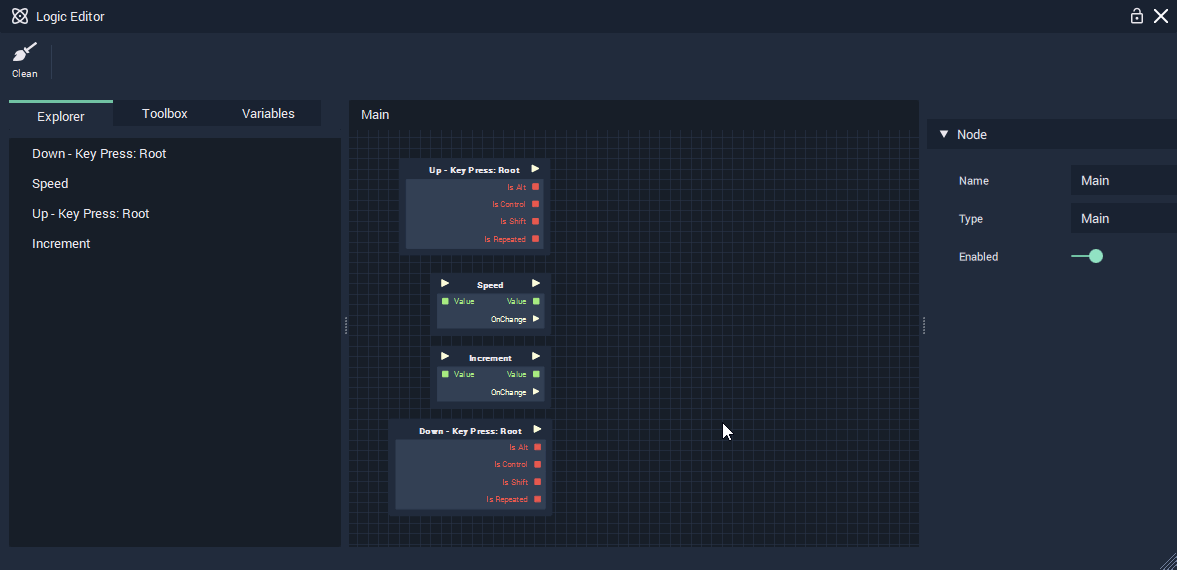 Logic Editor
Clean
Explorer
Toolbox
Variables
Down - Key Press: Root
Speed
Up - Key Press: Root
Increment
Main
Up - Key Press: Root
Is Alt
Is Control
Is Shift
Is Repeated
Speed
Value Value
OnChange
Increment
Value Value
OnChange
Down - Key Press: Root
Is Alt
Is Control
Is Shift
Is Repeated
Node
Name Main
Type Main
Enabled